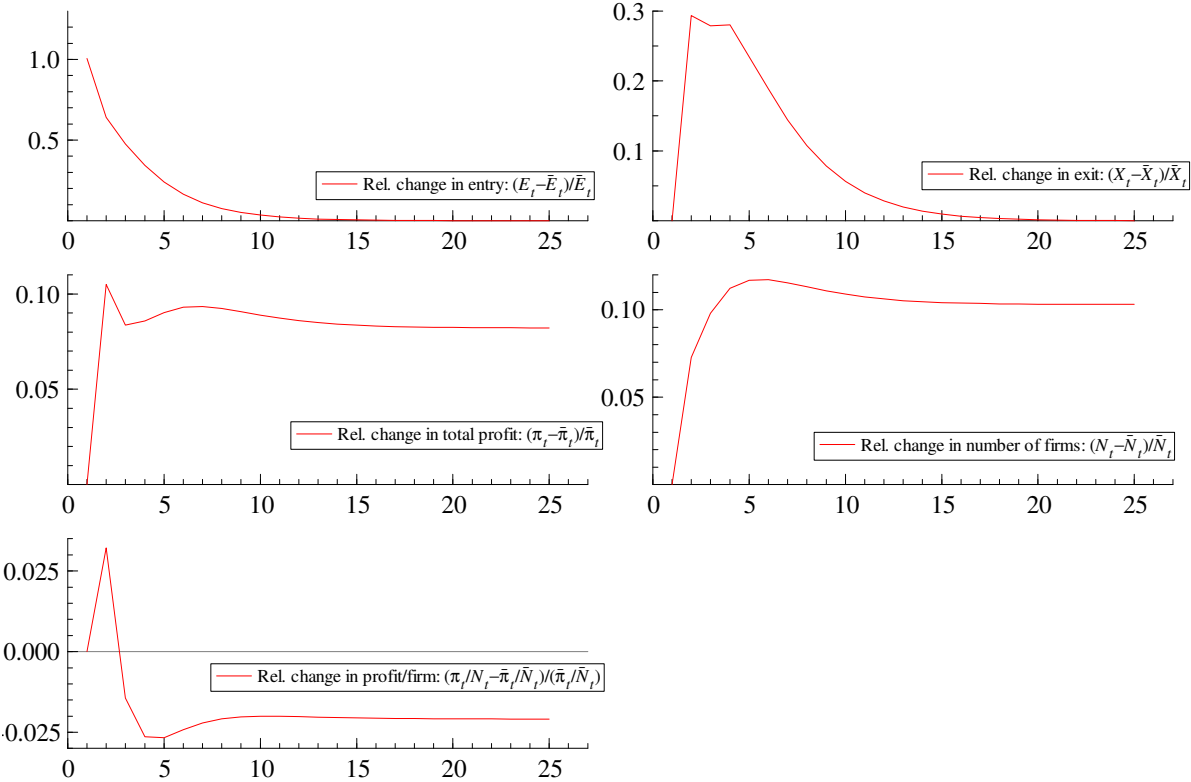 1.0
0.5
Rel. change in entry: (E_t−Ē_t)/Ē_t
0 5 10 15 20 25
0.3
0.2
0.1
Rel. change in exit: (X_t−X̄_t)/X̄_t
0 5 10 15 20 25
0.10
0.05
Rel. change in total profit: (π_t−π̄_t)/π̄_t
0 5 10 15 20 25
0.10
0.05
Rel. change in number of firms: (N_t−N̄_t)/N̄_t
0 5 10 15 20 25
0.025
0.000
Rel. change in profit/firm: (π_t/N_t−π̄_t/N̄_t)/(π̄_t/N̄_t)
-0.025
0 5 10 15 20 25